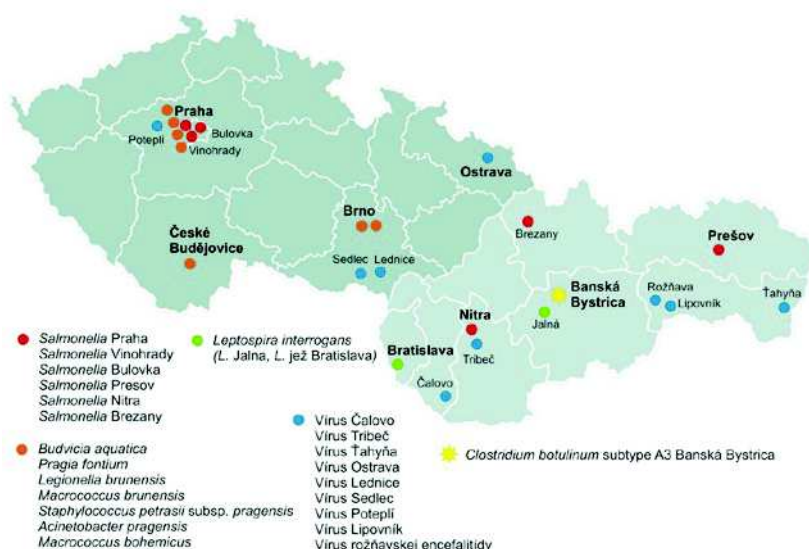 Praha
Poteplí
Bulovka
Vinohrady
Ostrava
České
Budějovice
Brno
Sedlec
Lednice
Brezany
Prešov
Banská
Bystrica
Rožňava
Lipovník
Ťahyňa
Nitra
Jalná
Tribeč
Bratislava
Čalovo
Salmonella Praha
Salmonella Vinohrady
Salmonella Bulovka
Salmonella Presov
Salmonella Nitra
Salmonella Brezany
Leptospira interrogans
(L. Jalna, L. jež Bratislava)
Budvicia aquatica
Pragia fontium
Legionella brunensis
Macrococcus brunensis
Staphylococcus petrasii subsp. pragensis
Acinetobacter pragensis
Macrococcus bohemicus
Vírus Čalovo
Vírus Tribeč
Vírus Ťahyňa
Vírus Ostrava
Vírus Lednice
Vírus Sedlec
Vírus Poteplí
Vírus Lipovník
Vírus rožňavskej encefalitídy
Clostridium botulinum subtype A3 Banská Bystrica